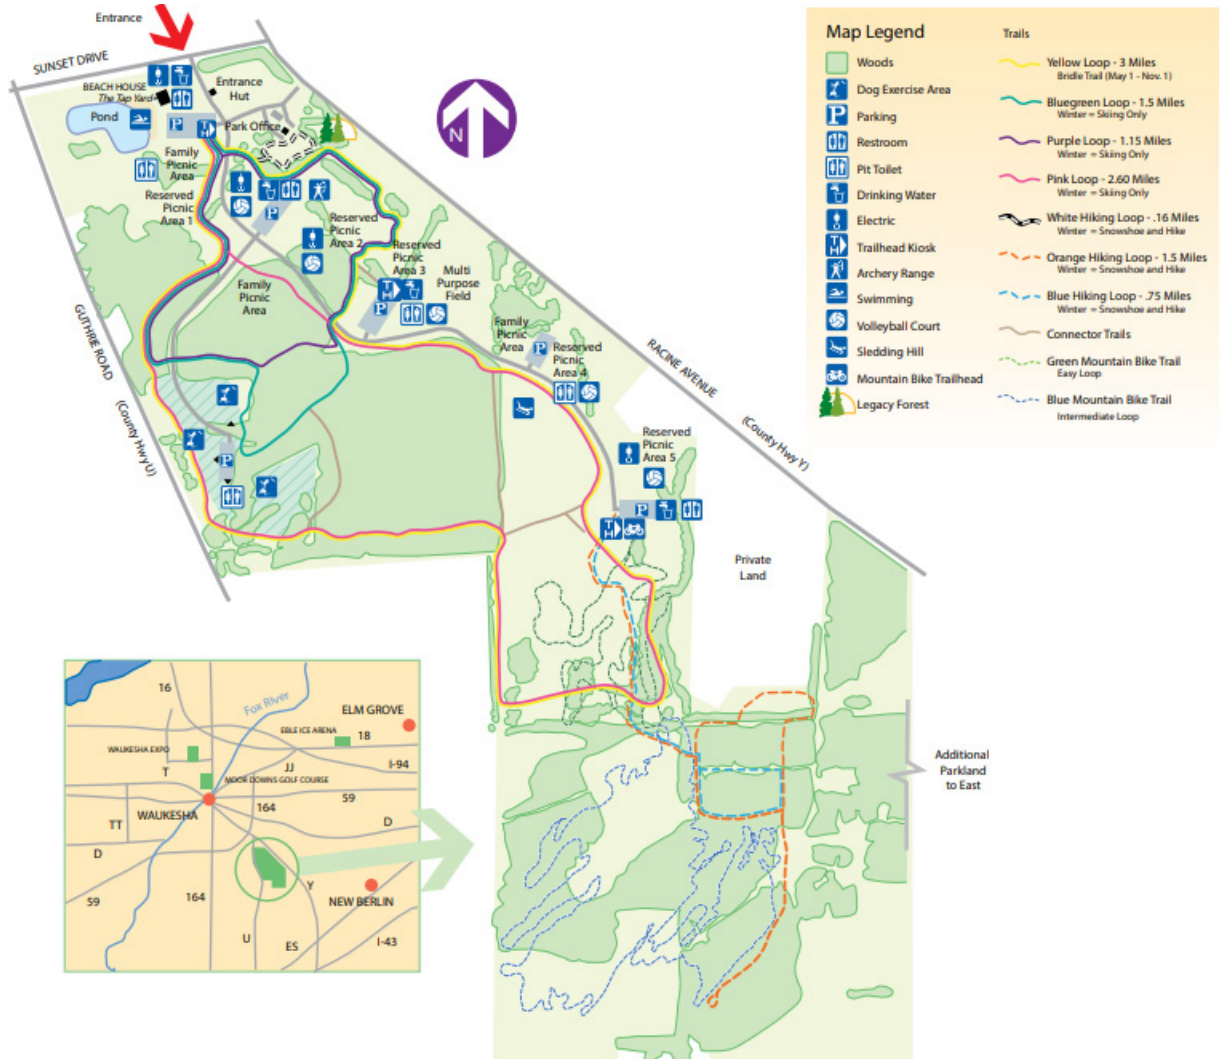 Entrance
SUNSET DRIVE
BEACH HOUSE
The Tap Yard
Entrance
Hut
Pond
P
T
H
Park Office
Family
Picnic
Area
Reserved
Picnic
Area 1
P
Reserved
Picnic
Area 2
Reserved
Picnic
Area 3
Multi
Purpose
Field
T
H
P
Family
Picnic
Area
Family
Picnic
Area
P
Reserved
Picnic
Area 4
GUTHRIE ROAD
(County Hwy U)
RACINE AVENUE
(County Hwy Y)
P
Reserved
Picnic
Area 5
P
T
H
Private
Land
Additional
Parkland
to East
N
Map Legend
Woods
Dog Exercise Area
P
Parking
Restroom
Pit Toilet
Drinking Water
Electric
T
H
Trailhead Kiosk
Archery Range
Swimming
Volleyball Court
Sledding Hill
Mountain Bike Trailhead
Legacy Forest
Trails
Yellow Loop - 3 Miles
Bridle Trail (May 1 - Nov. 1)
Bluegreen Loop - 1.5 Miles
Winter = Skiing Only
Purple Loop - 1.15 Miles
Winter = Skiing Only
Pink Loop - 2.60 Miles
Winter = Skiing Only
White Hiking Loop - .16 Miles
Winter = Snowshoe and Hike
Orange Hiking Loop - 1.5 Miles
Winter = Snowshoe and Hike
Blue Hiking Loop - .75 Miles
Winter = Snowshoe and Hike
Connector Trails
Green Mountain Bike Trail
Easy Loop
Blue Mountain Bike Trail
Intermediate Loop
16
Fox River
ELM GROVE
EBLE ICE ARENA
18
WAUKESHA EXPO
T
JJ
I-94
MOOR DOWNS GOLF COURSE
59
164
WAUKESHA
TT
D
D
Y
59
164
NEW BERLIN
U
ES
I-43